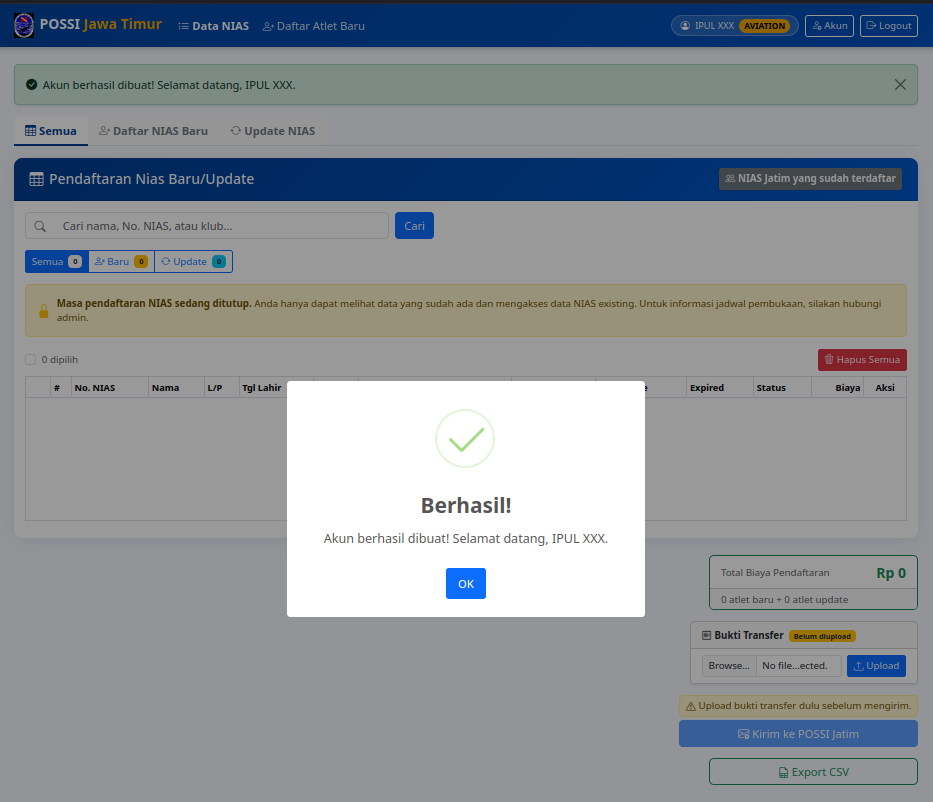 POSSI Jawa Timur
Data NIAS
Daftar Atlet Baru
IPUL XXX AVIATION
Akun
Logout
Akun berhasil dibuat! Selamat datang, IPUL XXX.
Semua
Daftar NIAS Baru
Update NIAS
Pendaftaran Nias Baru/Update
NIAS Jatim yang sudah terdaftar
Cari nama, No. NIAS, atau klub...
Cari
Semua 0
Baru 0
Update 0
Masa pendaftaran NIAS sedang ditutup. Anda hanya dapat melihat data yang sudah ada dan mengakses data NIAS existing. Untuk informasi jadwal pembukaan, silakan hubungi
admin.
0 dipilih
Hapus Semua
# No. NIAS Nama L/P Tgl Lahir Expired Status Biaya Aksi
Berhasil!
Akun berhasil dibuat! Selamat datang, IPUL XXX.
OK
Total Biaya Pendaftaran Rp 0
0 atlet baru + 0 atlet update
Bukti Transfer Belum diupload
Browse... No file...ected. Upload
Upload bukti transfer dulu sebelum mengirim.
Kirim ke POSSI Jatim
Export CSV